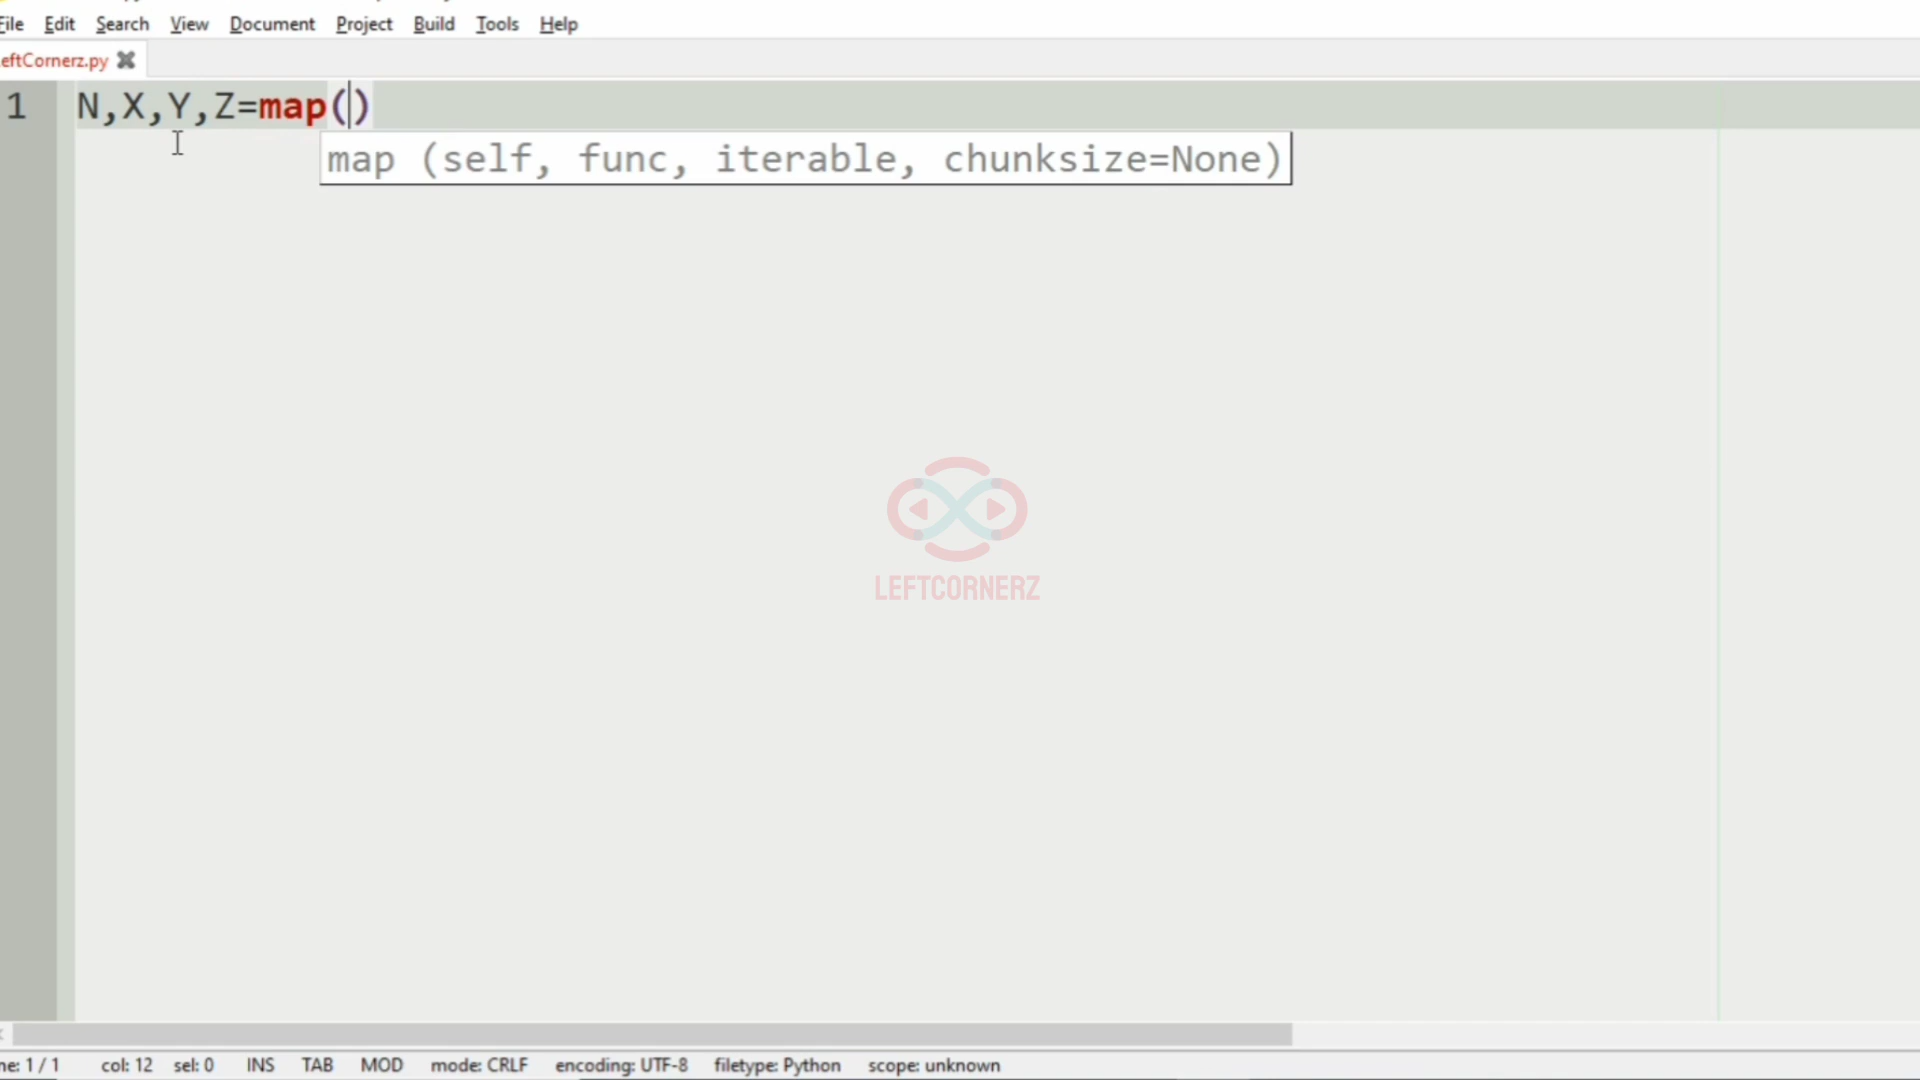 File Edit Search View Document Project Build Tools Help
eftCornerz.py
1 N,X,Y,Z=map()
map (self, func, iterable, chunksize=None)
LEFTCORNERZ
ne: 1 / 1 col: 12 sel: 0 INS TAB MOD mode: CRLF encoding: UTF-8 filetype: Python scope: unknown